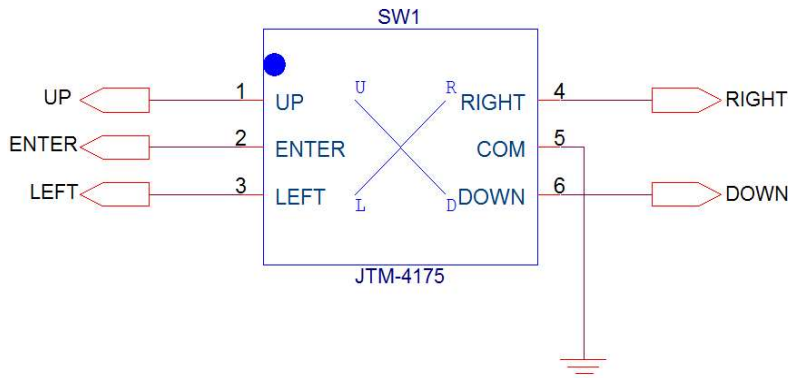 SW1
UP 1 UP U R RIGHT 4 RIGHT
ENTER 2 ENTER COM 5
LEFT 3 LEFT L D DOWN 6 DOWN
JTM-4175